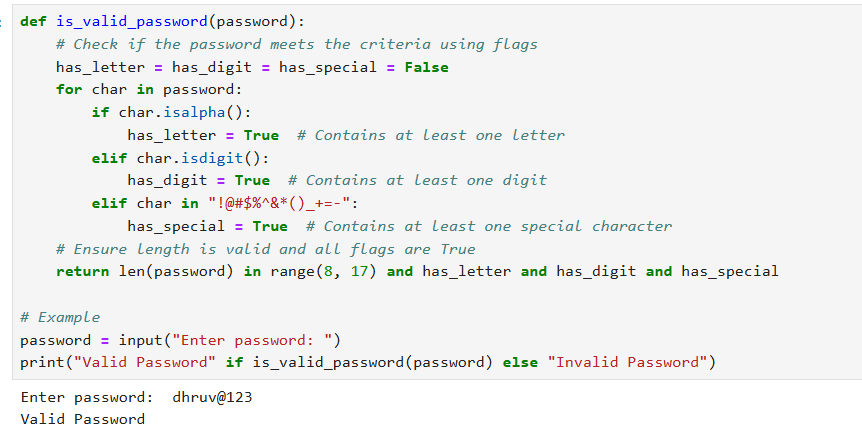 def is_valid_password(password):
    # Check if the password meets the criteria using flags
    has_letter = has_digit = has_special = False
    for char in password:
        if char.isalpha():
            has_letter = True  # Contains at least one letter
        elif char.isdigit():
            has_digit = True  # Contains at least one digit
        elif char in "!@#$%^&*()_+=-":
            has_special = True  # Contains at least one special character
    # Ensure length is valid and all flags are True
    return len(password) in range(8, 17) and has_letter and has_digit and has_special

# Example
password = input("Enter password: ")
print("Valid Password" if is_valid_password(password) else "Invalid Password")
Enter password:  dhruv@123
Valid Password